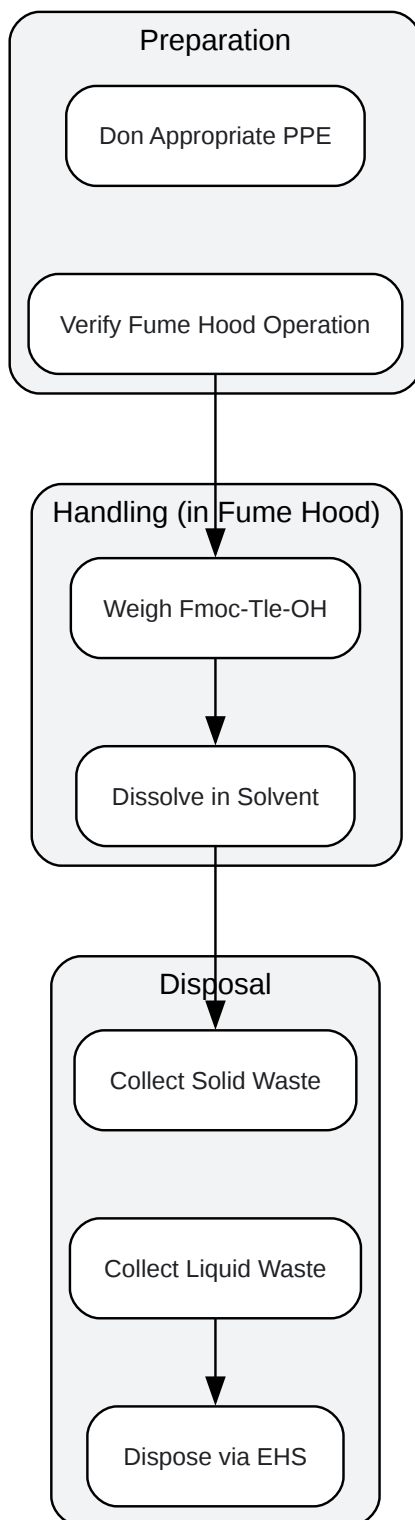 Preparation
Don Appropriate PPE
Verify Fume Hood Operation
Handling (in Fume Hood)
Weigh Fmoc-Tle-OH
Dissolve in Solvent
Disposal
Collect Solid Waste
Collect Liquid Waste
Dispose via EHS